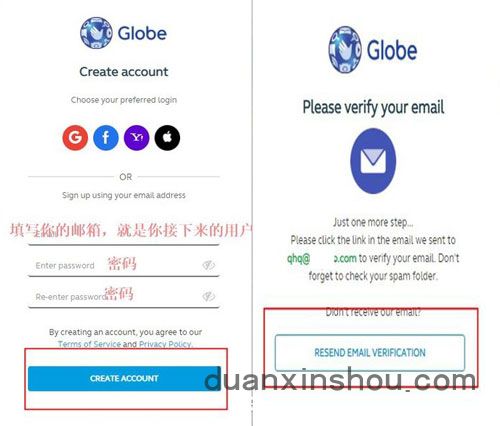 Globe
Create account
Choose your preferred login
G f Y!
OR
Sign up using your email address
填写你的邮箱，就是你接下来的用户
Enter password 密码
Re-enter password 密码
By creating an account, you agree to our
Terms of Service and Privacy Policy.
CREATE ACCOUNT
Globe
Please verify your email
Just one more step...
Please click the link in the email we sent to
qhq@ .com to verify your email. Don't
forget to check your spam folder.
Didn't receive our email?
RESEND EMAIL VERIFICATION
duanxinshou.com